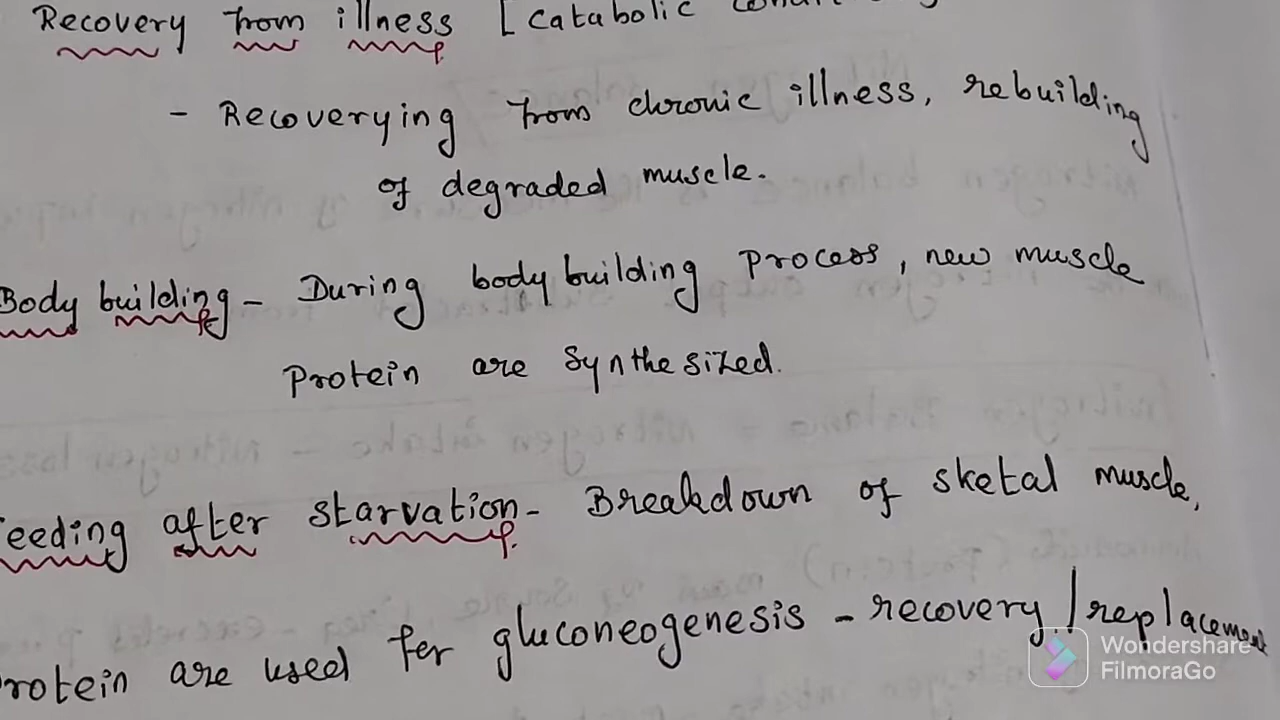 Recovery from illness [Catabolic
- Recoverying from chronic illness, rebuilding
of degraded muscle.
Body building - During body building process, new muscle
protein are synthesized.
eeding after starvation - Breakdown of sketal muscle,
rotein are used for gluconeogenesis - recovery / replacement
Wondershare
FilmoraGo